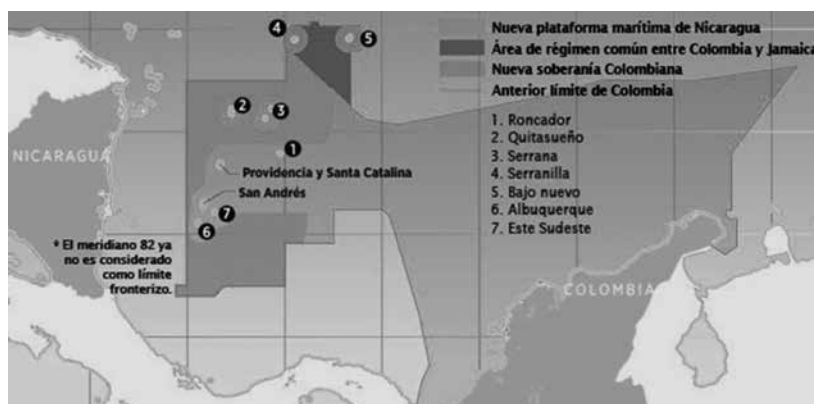 4
5
2
3
1
NICARAGUA
Providencia y Santa Catalina
San Andrés
7
6
* El meridiano 82 ya
no es considerado
como límite
fronterizo.
Nueva plataforma marítima de Nicaragua
Área de régimen común entre Colombia y Jamaica
Nueva soberanía Colombiana
Anterior límite de Colombia
1. Roncador
2. Quitasueño
3. Serrana
4. Serranilla
5. Bajo nuevo
6. Albuquerque
7. Este Sudeste
COLOMBIA